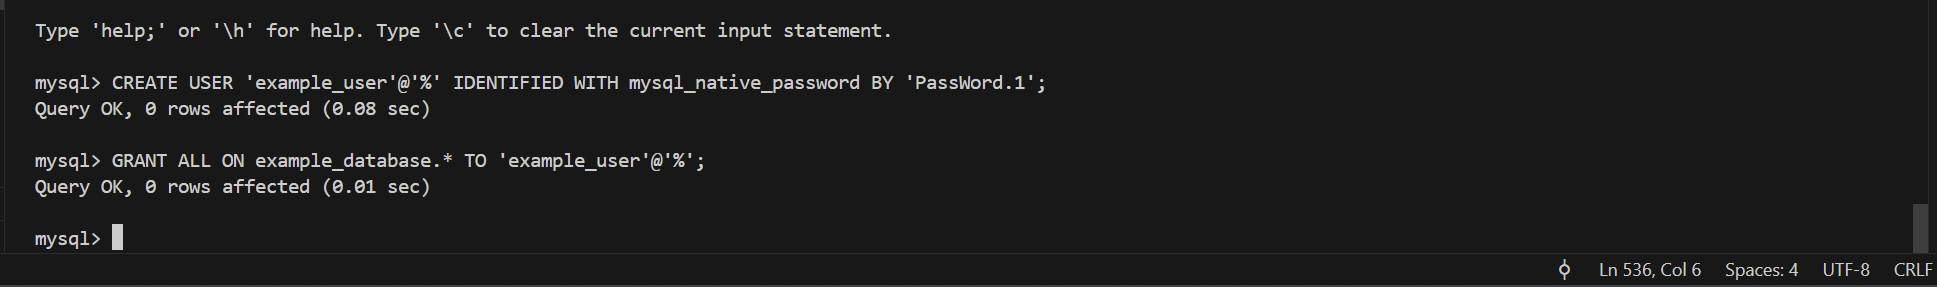 Type 'help;' or '\h' for help. Type '\c' to clear the current input statement.
mysql> CREATE USER 'example_user'@'%' IDENTIFIED WITH mysql_native_password BY 'PassWord.1';
Query OK, 0 rows affected (0.08 sec)
mysql> GRANT ALL ON example_database.* TO 'example_user'@'%';
Query OK, 0 rows affected (0.01 sec)
mysql>
Ln 536, Col 6 Spaces: 4 UTF-8 CRLF